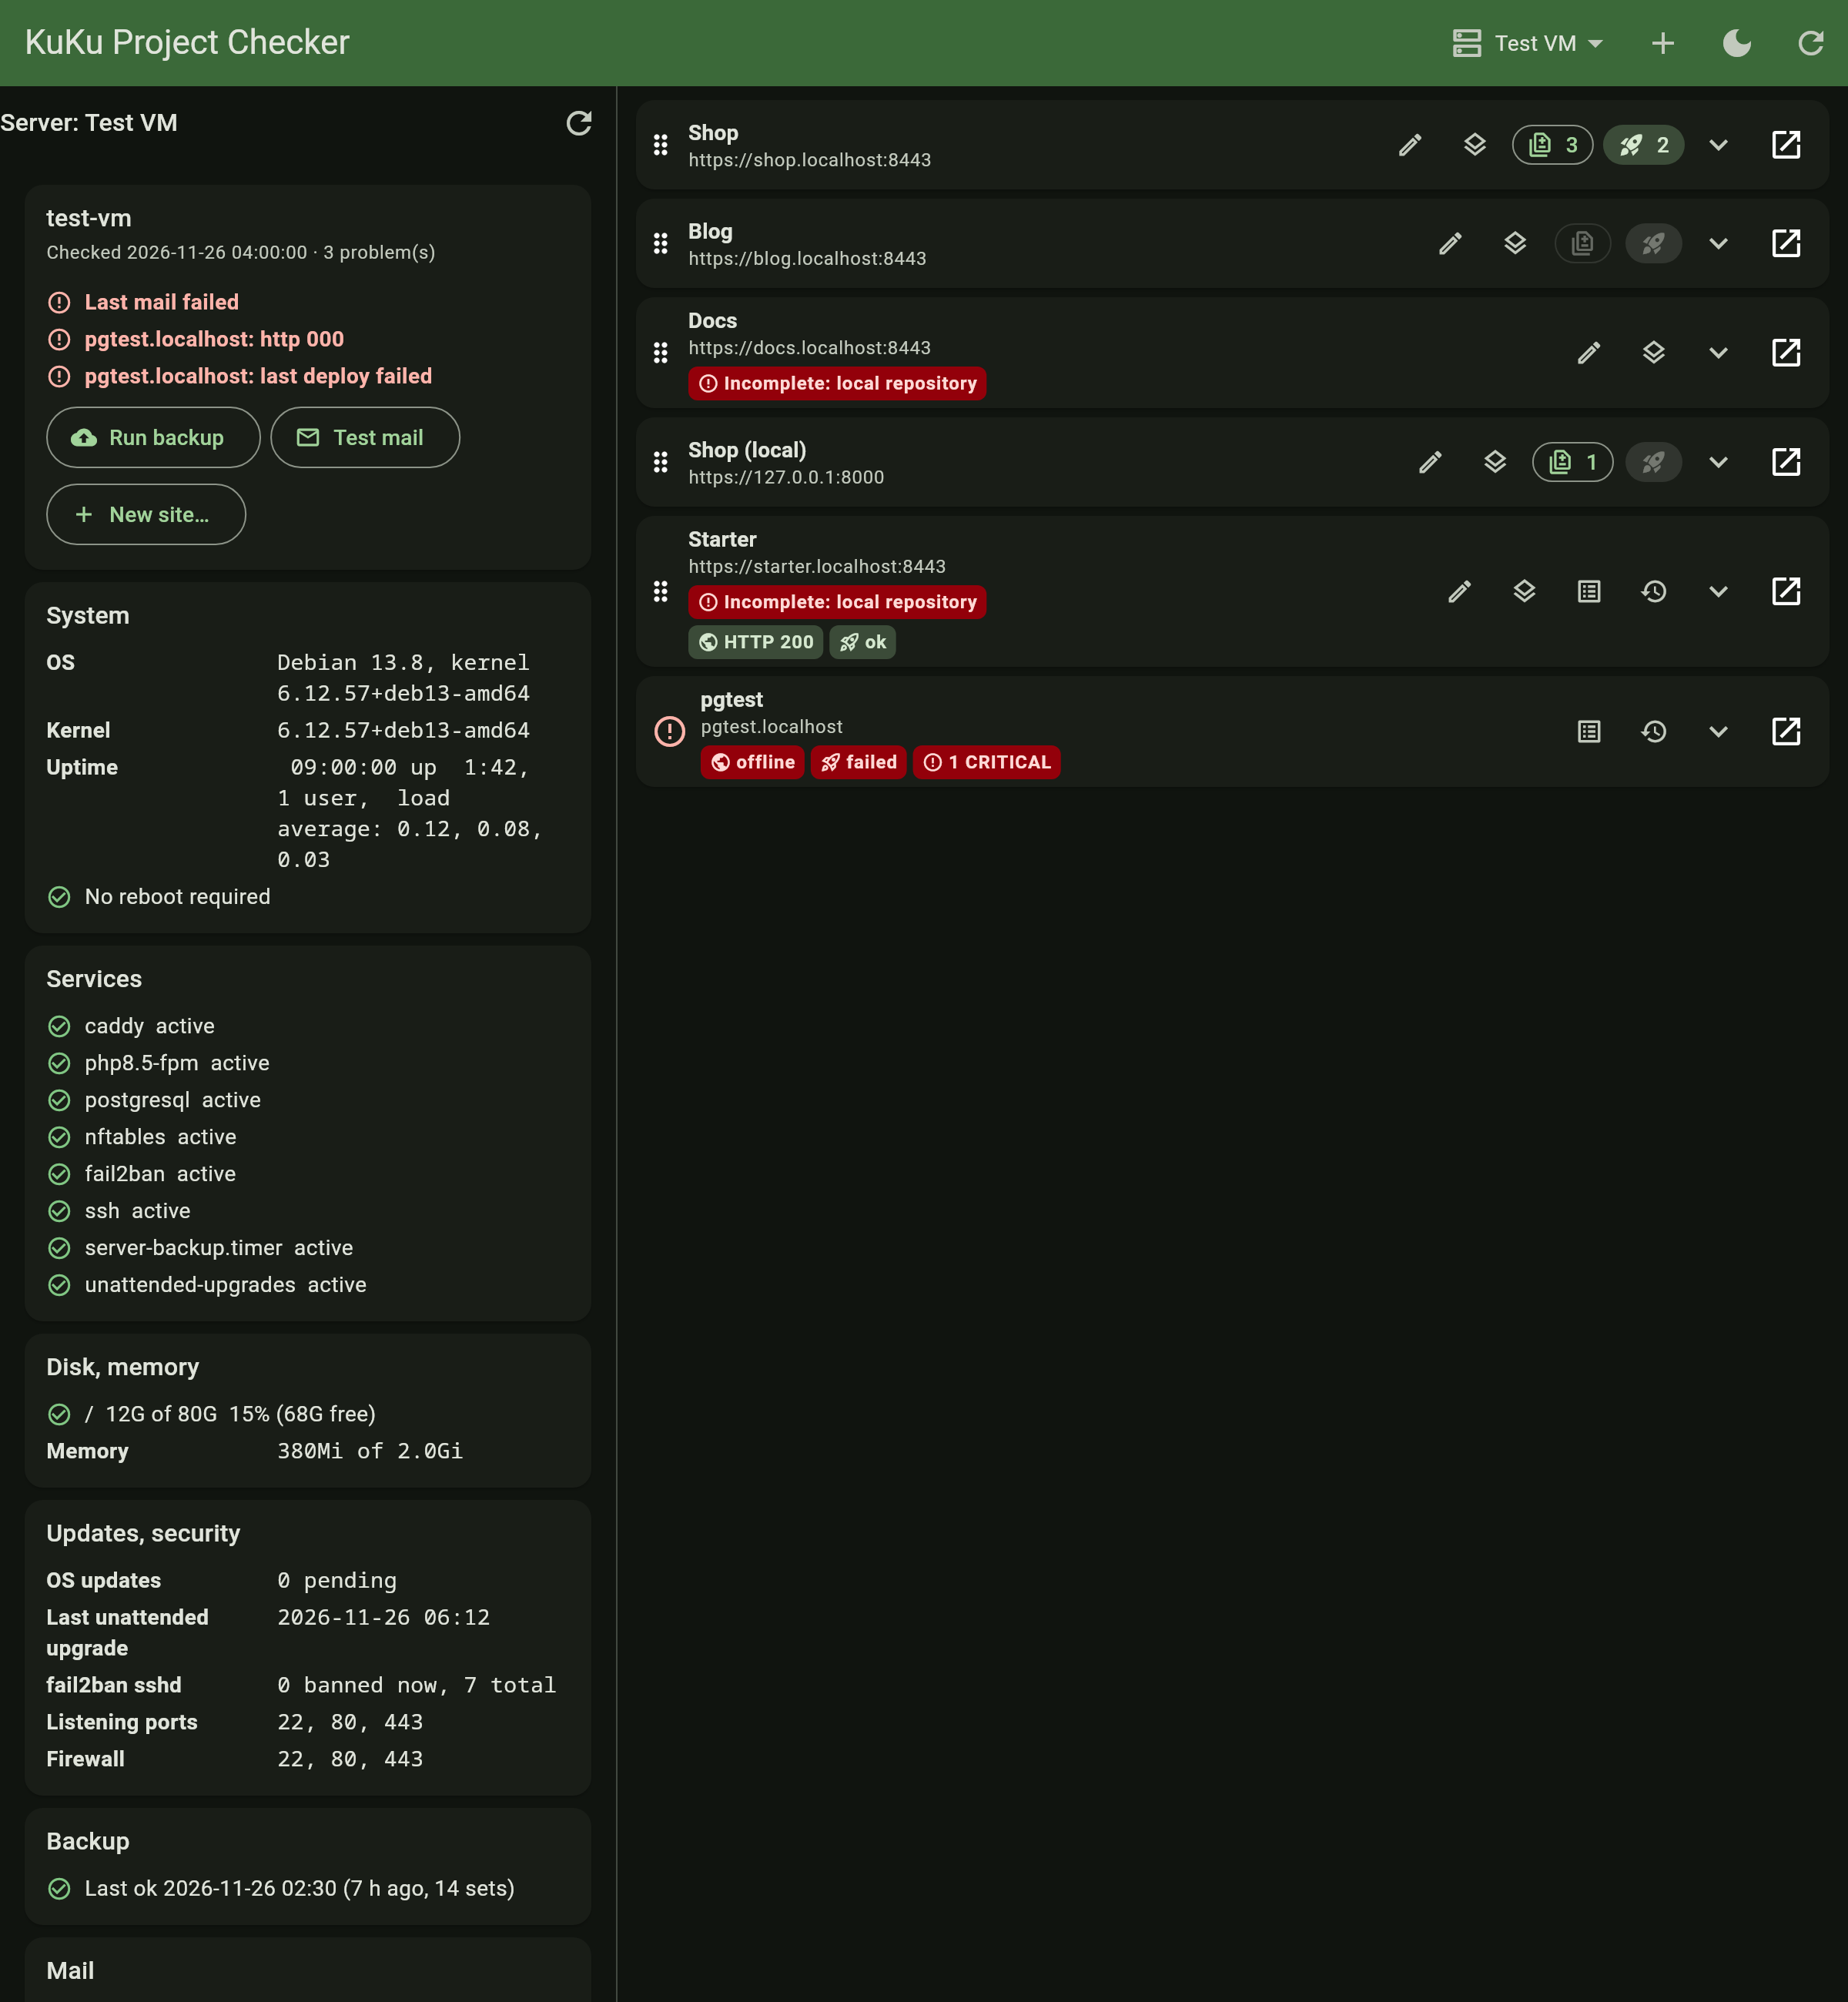 KuKu Project Checker
Test VM
Server: Test VM
test-vm
Checked 2026-11-26 04:00:00 · 3 problem(s)
Last mail failed
pgtest.localhost: http 000
pgtest.localhost: last deploy failed
Run backup
Test mail
New site…
System
OS
Debian 13.8, kernel
6.12.57+deb13-amd64
Kernel
6.12.57+deb13-amd64
Uptime
09:00:00 up  1:42,
1 user,  load
average: 0.12, 0.08,
0.03
No reboot required
Services
caddy active
php8.5-fpm active
postgresql active
nftables active
fail2ban active
ssh active
server-backup.timer active
unattended-upgrades active
Disk, memory
/ 12G of 80G 15% (68G free)
Memory
380Mi of 2.0Gi
Updates, security
OS updates
0 pending
Last unattended
upgrade
2026-11-26 06:12
fail2ban sshd
0 banned now, 7 total
Listening ports
22, 80, 443
Firewall
22, 80, 443
Backup
Last ok 2026-11-26 02:30 (7 h ago, 14 sets)
Mail
Shop
https://shop.localhost:8443
3
2
Blog
https://blog.localhost:8443
Docs
https://docs.localhost:8443
Incomplete: local repository
Shop (local)
https://127.0.0.1:8000
1
Starter
https://starter.localhost:8443
Incomplete: local repository
HTTP 200
ok
pgtest
pgtest.localhost
offline
failed
1 CRITICAL